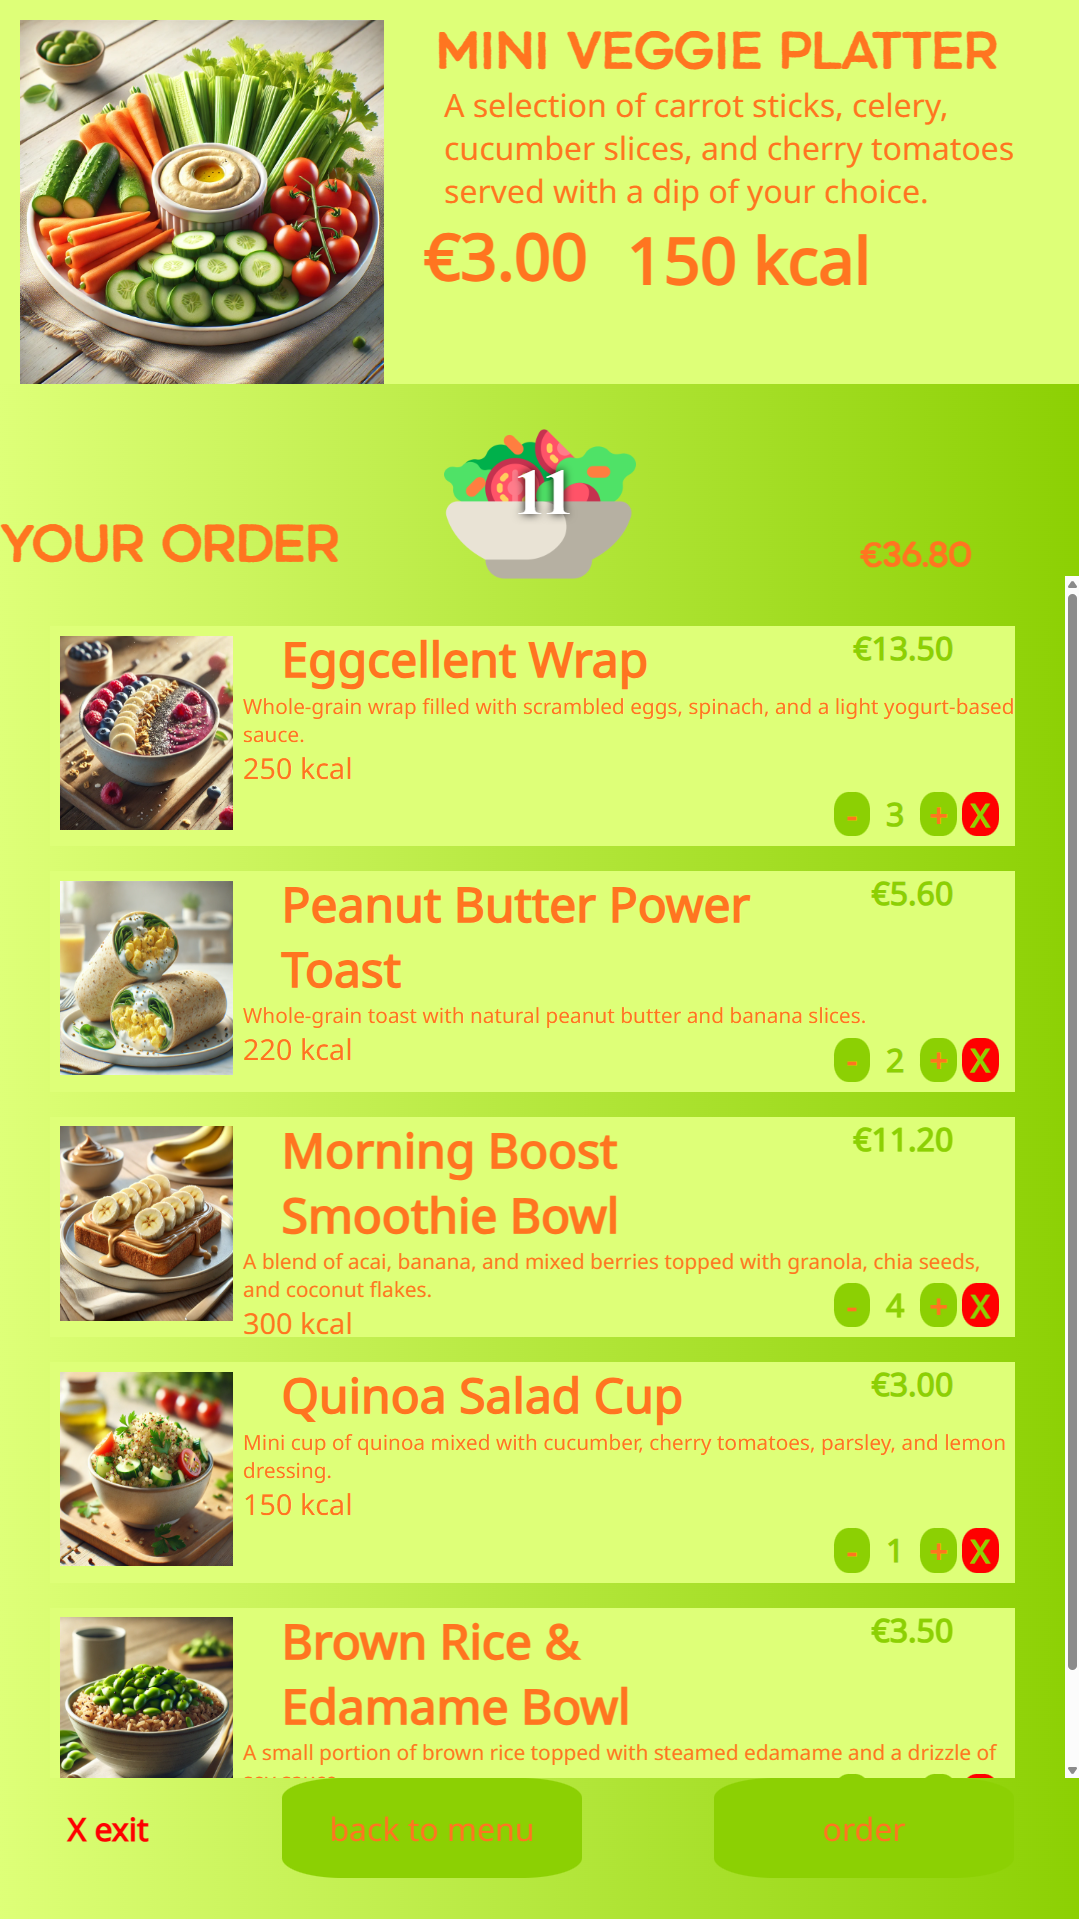 MINI VEGGIE PLATTER
A selection of carrot sticks, celery,
cucumber slices, and cherry tomatoes
served with a dip of your choice.
€3.00 150 kcal
11
YOUR ORDER
€36.80
Eggcellent Wrap
€13.50
Whole-grain wrap filled with scrambled eggs, spinach, and a light yogurt-based
sauce.
250 kcal
- 3 + X
Peanut Butter Power
Toast
€5.60
Whole-grain toast with natural peanut butter and banana slices.
220 kcal
- 2 + X
Morning Boost
Smoothie Bowl
€11.20
A blend of acai, banana, and mixed berries topped with granola, chia seeds,
and coconut flakes.
300 kcal
- 4 + X
Quinoa Salad Cup
€3.00
Mini cup of quinoa mixed with cucumber, cherry tomatoes, parsley, and lemon
dressing.
150 kcal
- 1 + X
Brown Rice &
Edamame Bowl
€3.50
A small portion of brown rice topped with steamed edamame and a drizzle of
X exit
back to menu
order